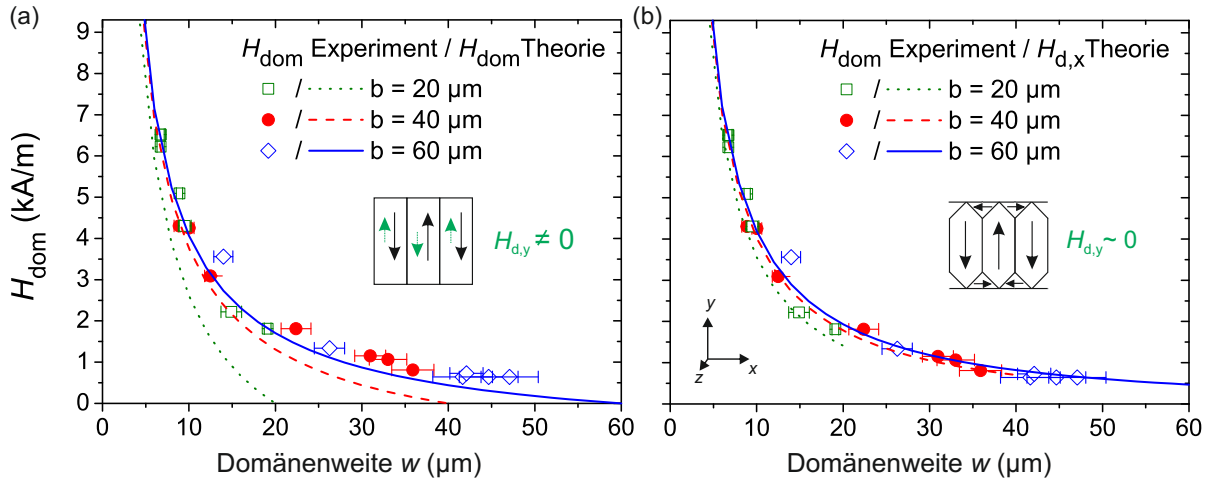 (a)
H_dom Experiment / H_dom Theorie
/ b = 20 µm
/ b = 40 µm
/ b = 60 µm
H_d,y ≠ 0
H_dom (kA/m)
9
8
7
6
5
4
3
2
1
0
0 10 20 30 40 50 60
Domänenweite w (µm)
(b)
H_dom Experiment / H_d,x Theorie
/ b = 20 µm
/ b = 40 µm
/ b = 60 µm
H_d,y ~ 0
y
z x
0 10 20 30 40 50 60
Domänenweite w (µm)